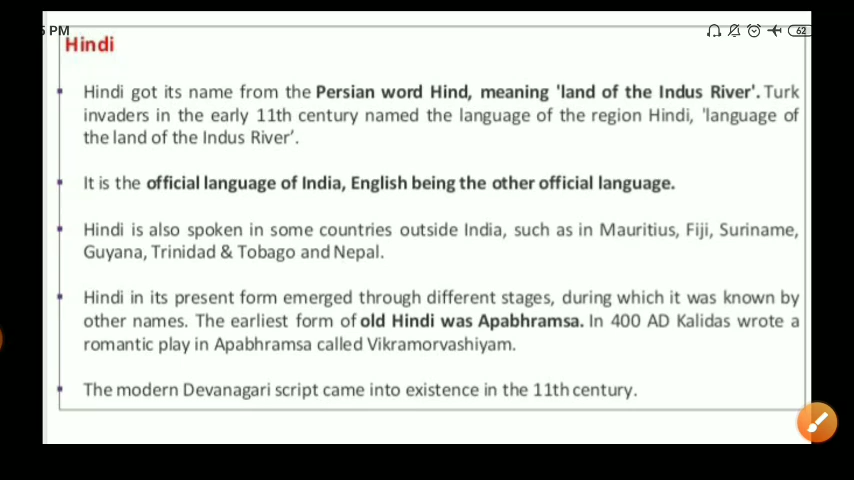 5 PM
62
Hindi
Hindi got its name from the Persian word Hind, meaning 'land of the Indus River'. Turk
invaders in the early 11th century named the language of the region Hindi, 'language of
the land of the Indus River’.
It is the official language of India, English being the other official language.
Hindi is also spoken in some countries outside India, such as in Mauritius, Fiji, Suriname,
Guyana, Trinidad & Tobago and Nepal.
Hindi in its present form emerged through different stages, during which it was known by
other names. The earliest form of old Hindi was Apabhramsa. In 400 AD Kalidas wrote a
romantic play in Apabhramsa called Vikramorvashiyam.
The modern Devanagari script came into existence in the 11th century.